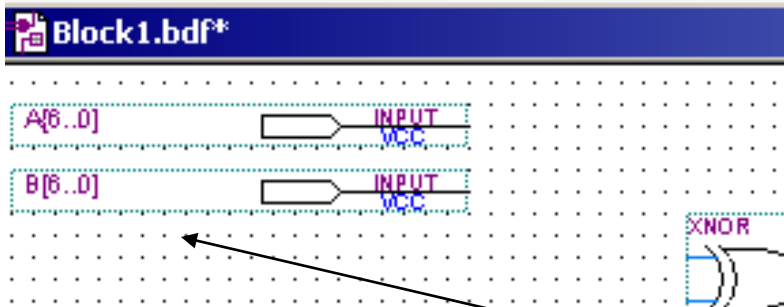 Block1.bdf*
A[6..0] INPUT
VCC
B[6..0] INPUT
VCC
XNOR